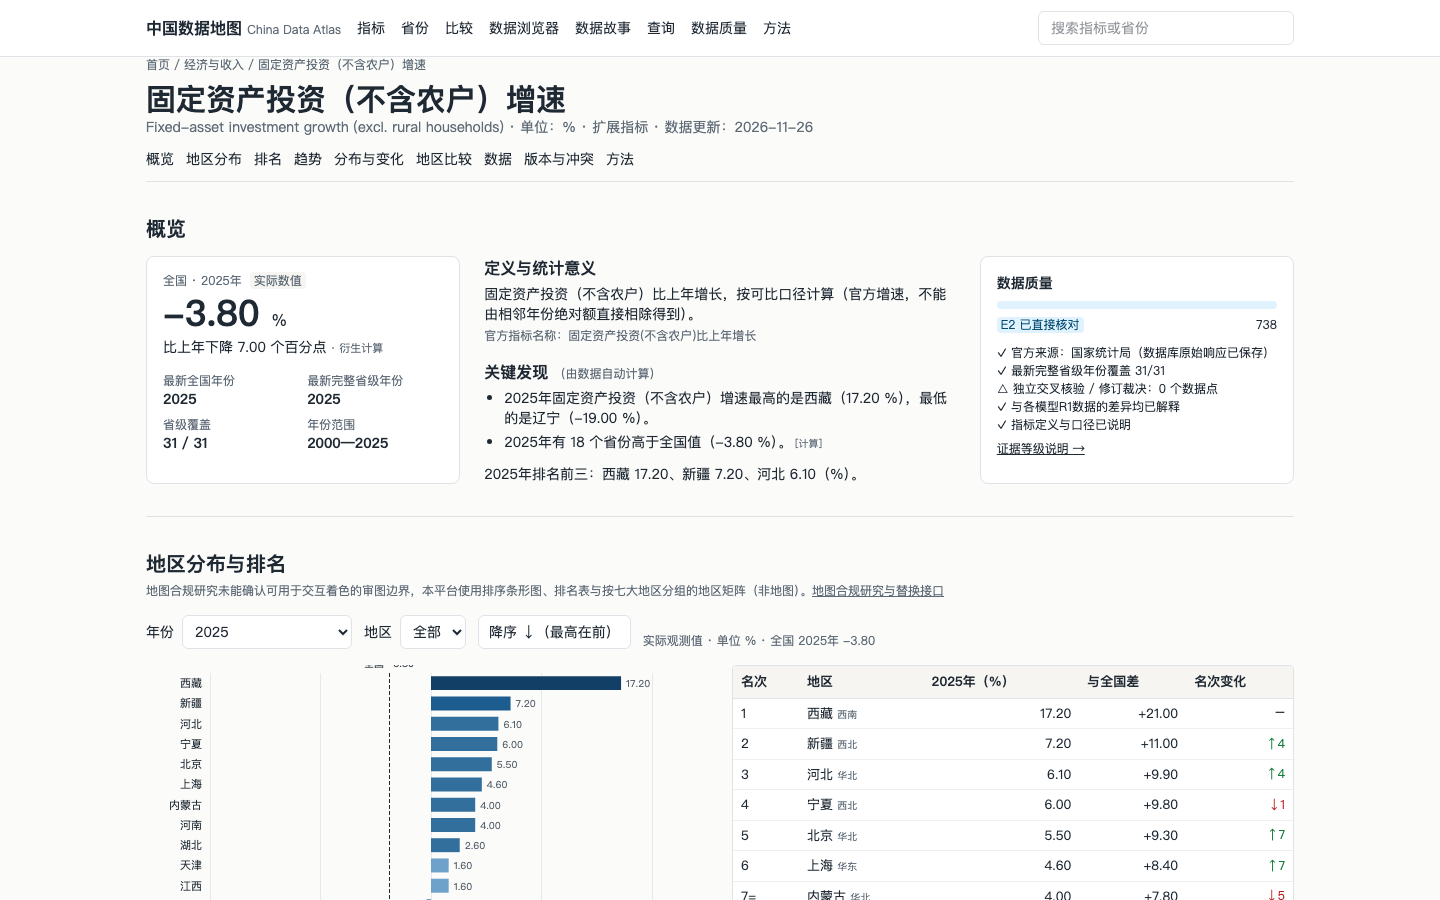 中国数据地图 China Data Atlas 指标 省份 比较 数据浏览器 数据故事 查询 数据质量 方法 搜索指标或省份
首页 / 经济与收入 / 固定资产投资（不含农户）增速
固定资产投资（不含农户）增速
Fixed-asset investment growth (excl. rural households) · 单位：% · 扩展指标 · 数据更新：2026-11-26
概览 地区分布 排名 趋势 分布与变化 地区比较 数据 版本与冲突 方法
概览
全国 · 2025年 实际数值
−3.80 %
比上年下降 7.00 个百分点 · 衍生计算
最新全国年份 最新完整省级年份
2025 2025
省级覆盖 年份范围
31 / 31 2000—2025
定义与统计意义
固定资产投资（不含农户）比上年增长，按可比口径计算（官方增速，不能
由相邻年份绝对额直接相除得到）。
官方指标名称：固定资产投资(不含农户)比上年增长
关键发现 （由数据自动计算）
• 2025年固定资产投资（不含农户）增速最高的是西藏（17.20 %），最低
的是辽宁（−19.00 %）。
• 2025年有 18 个省份高于全国值（−3.80 %）。[计算]
2025年排名前三：西藏 17.20、新疆 7.20、河北 6.10（%）。
数据质量
E2 已直接核对 738
✓ 官方来源：国家统计局（数据库原始响应已保存）
✓ 最新完整省级年份覆盖 31/31
△ 独立交叉核验 / 修订裁决：0 个数据点
✓ 与各模型R1数据的差异均已解释
✓ 指标定义与口径已说明
证据等级说明 →
地区分布与排名
地图合规研究未能确认可用于交互着色的审图边界，本平台使用排序条形图、排名表与按七大地区分组的地区矩阵（非地图）。地图合规研究与替换接口
年份 2025 地区 全部 降序 ↓（最高在前） 实际观测值 · 单位 % · 全国 2025年 −3.80
西藏 17.20
新疆 7.20
河北 6.10
宁夏 6.00
北京 5.50
上海 4.60
内蒙古 4.00
河南 4.00
湖北 2.60
天津 1.60
江西 1.60
名次 地区 2025年（%） 与全国差 名次变化
1 西藏 西南 17.20 +21.00 —
2 新疆 西北 7.20 +11.00 ↑4
3 河北 华北 6.10 +9.90 ↑4
4 宁夏 西北 6.00 +9.80 ↓1
5 北京 华北 5.50 +9.30 ↑7
6 上海 华东 4.60 +8.40 ↑7
7= 内蒙古 华北 4.00 +7.80 ↓5